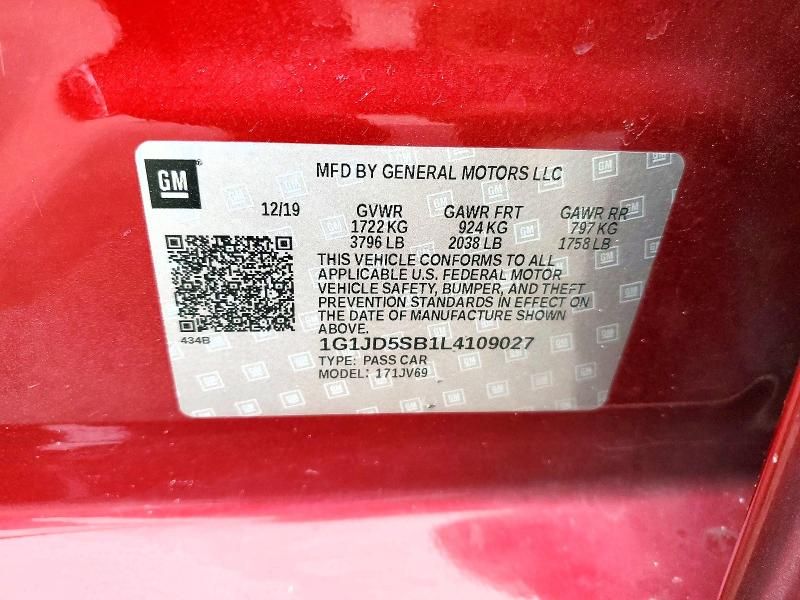 GM
MFD BY GENERAL MOTORS LLC
12/19 GVWR GAWR FRT GAWR RR
1722 KG 924 KG 797 KG
3796 LB 2038 LB 1758 LB
THIS VEHICLE CONFORMS TO ALL
APPLICABLE U.S. FEDERAL MOTOR
VEHICLE SAFETY, BUMPER, AND THEFT
PREVENTION STANDARDS IN EFFECT ON
THE DATE OF MANUFACTURE SHOWN
ABOVE.
434B
1G1JD5SB1L4109027
TYPE: PASS CAR
MODEL: 171JV69